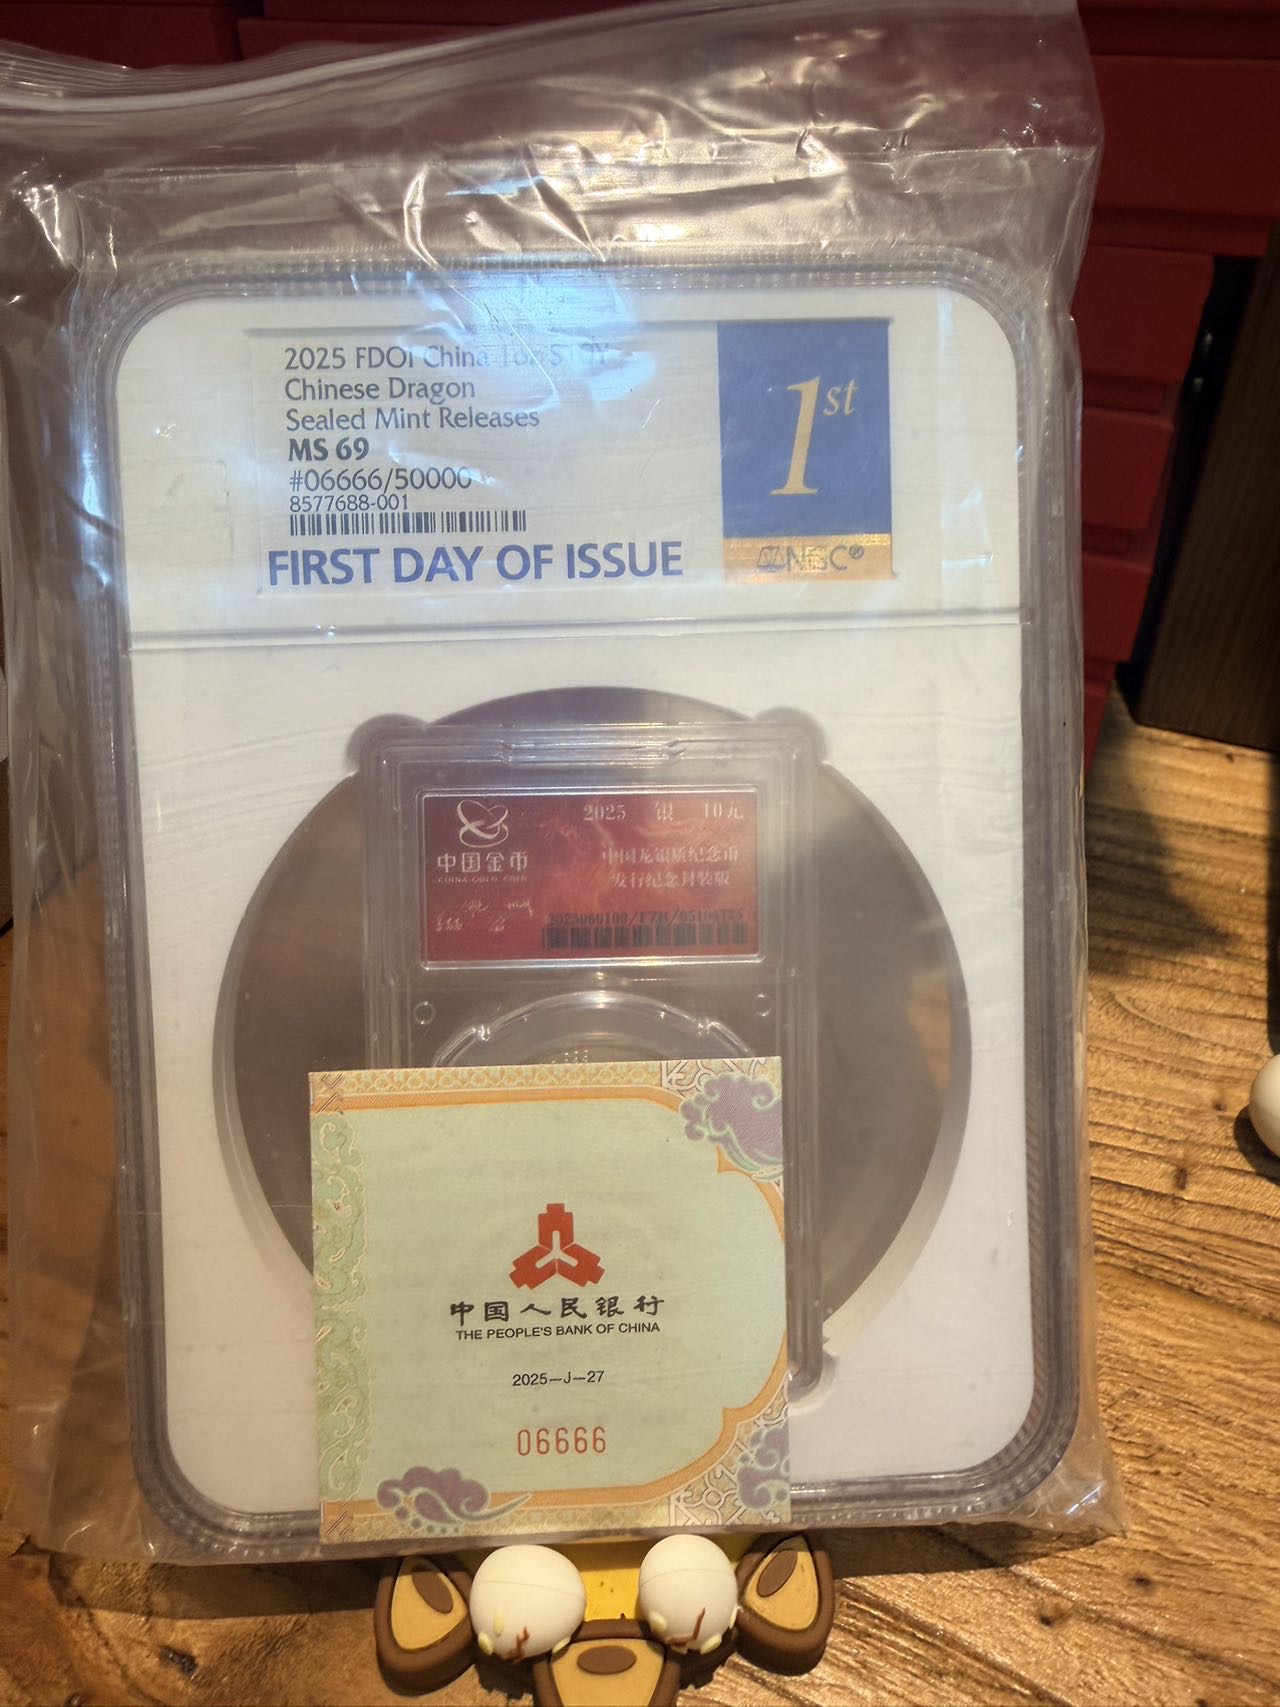 2025 FDOI China Ton STOY
Chinese Dragon
Sealed Mint Releases
MS 69
#06666/50000
8577688-001
FIRST DAY OF ISSUE
1st
NGC®
2025 银 10元
中国金币
CHINA GOLD COIN
中国龙银质纪念币
发行纪念封装版
中国人民银行
THE PEOPLE'S BANK OF CHINA
2025—J—27
06666